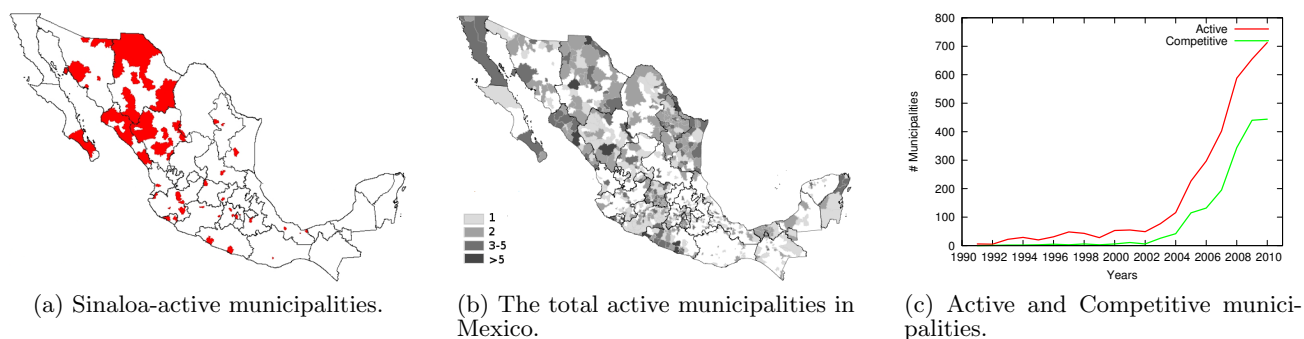 1
2
3-5
>5
800
700
600
500
400
300
200
100
0
1990 1992 1994 1996 1998 2000 2002 2004 2006 2008 2010
# Municipalities
Years
Active
Competitive
(a) Sinaloa-active municipalities.
(b) The total active municipalities in
Mexico.
(c) Active and Competitive munici-
palities.